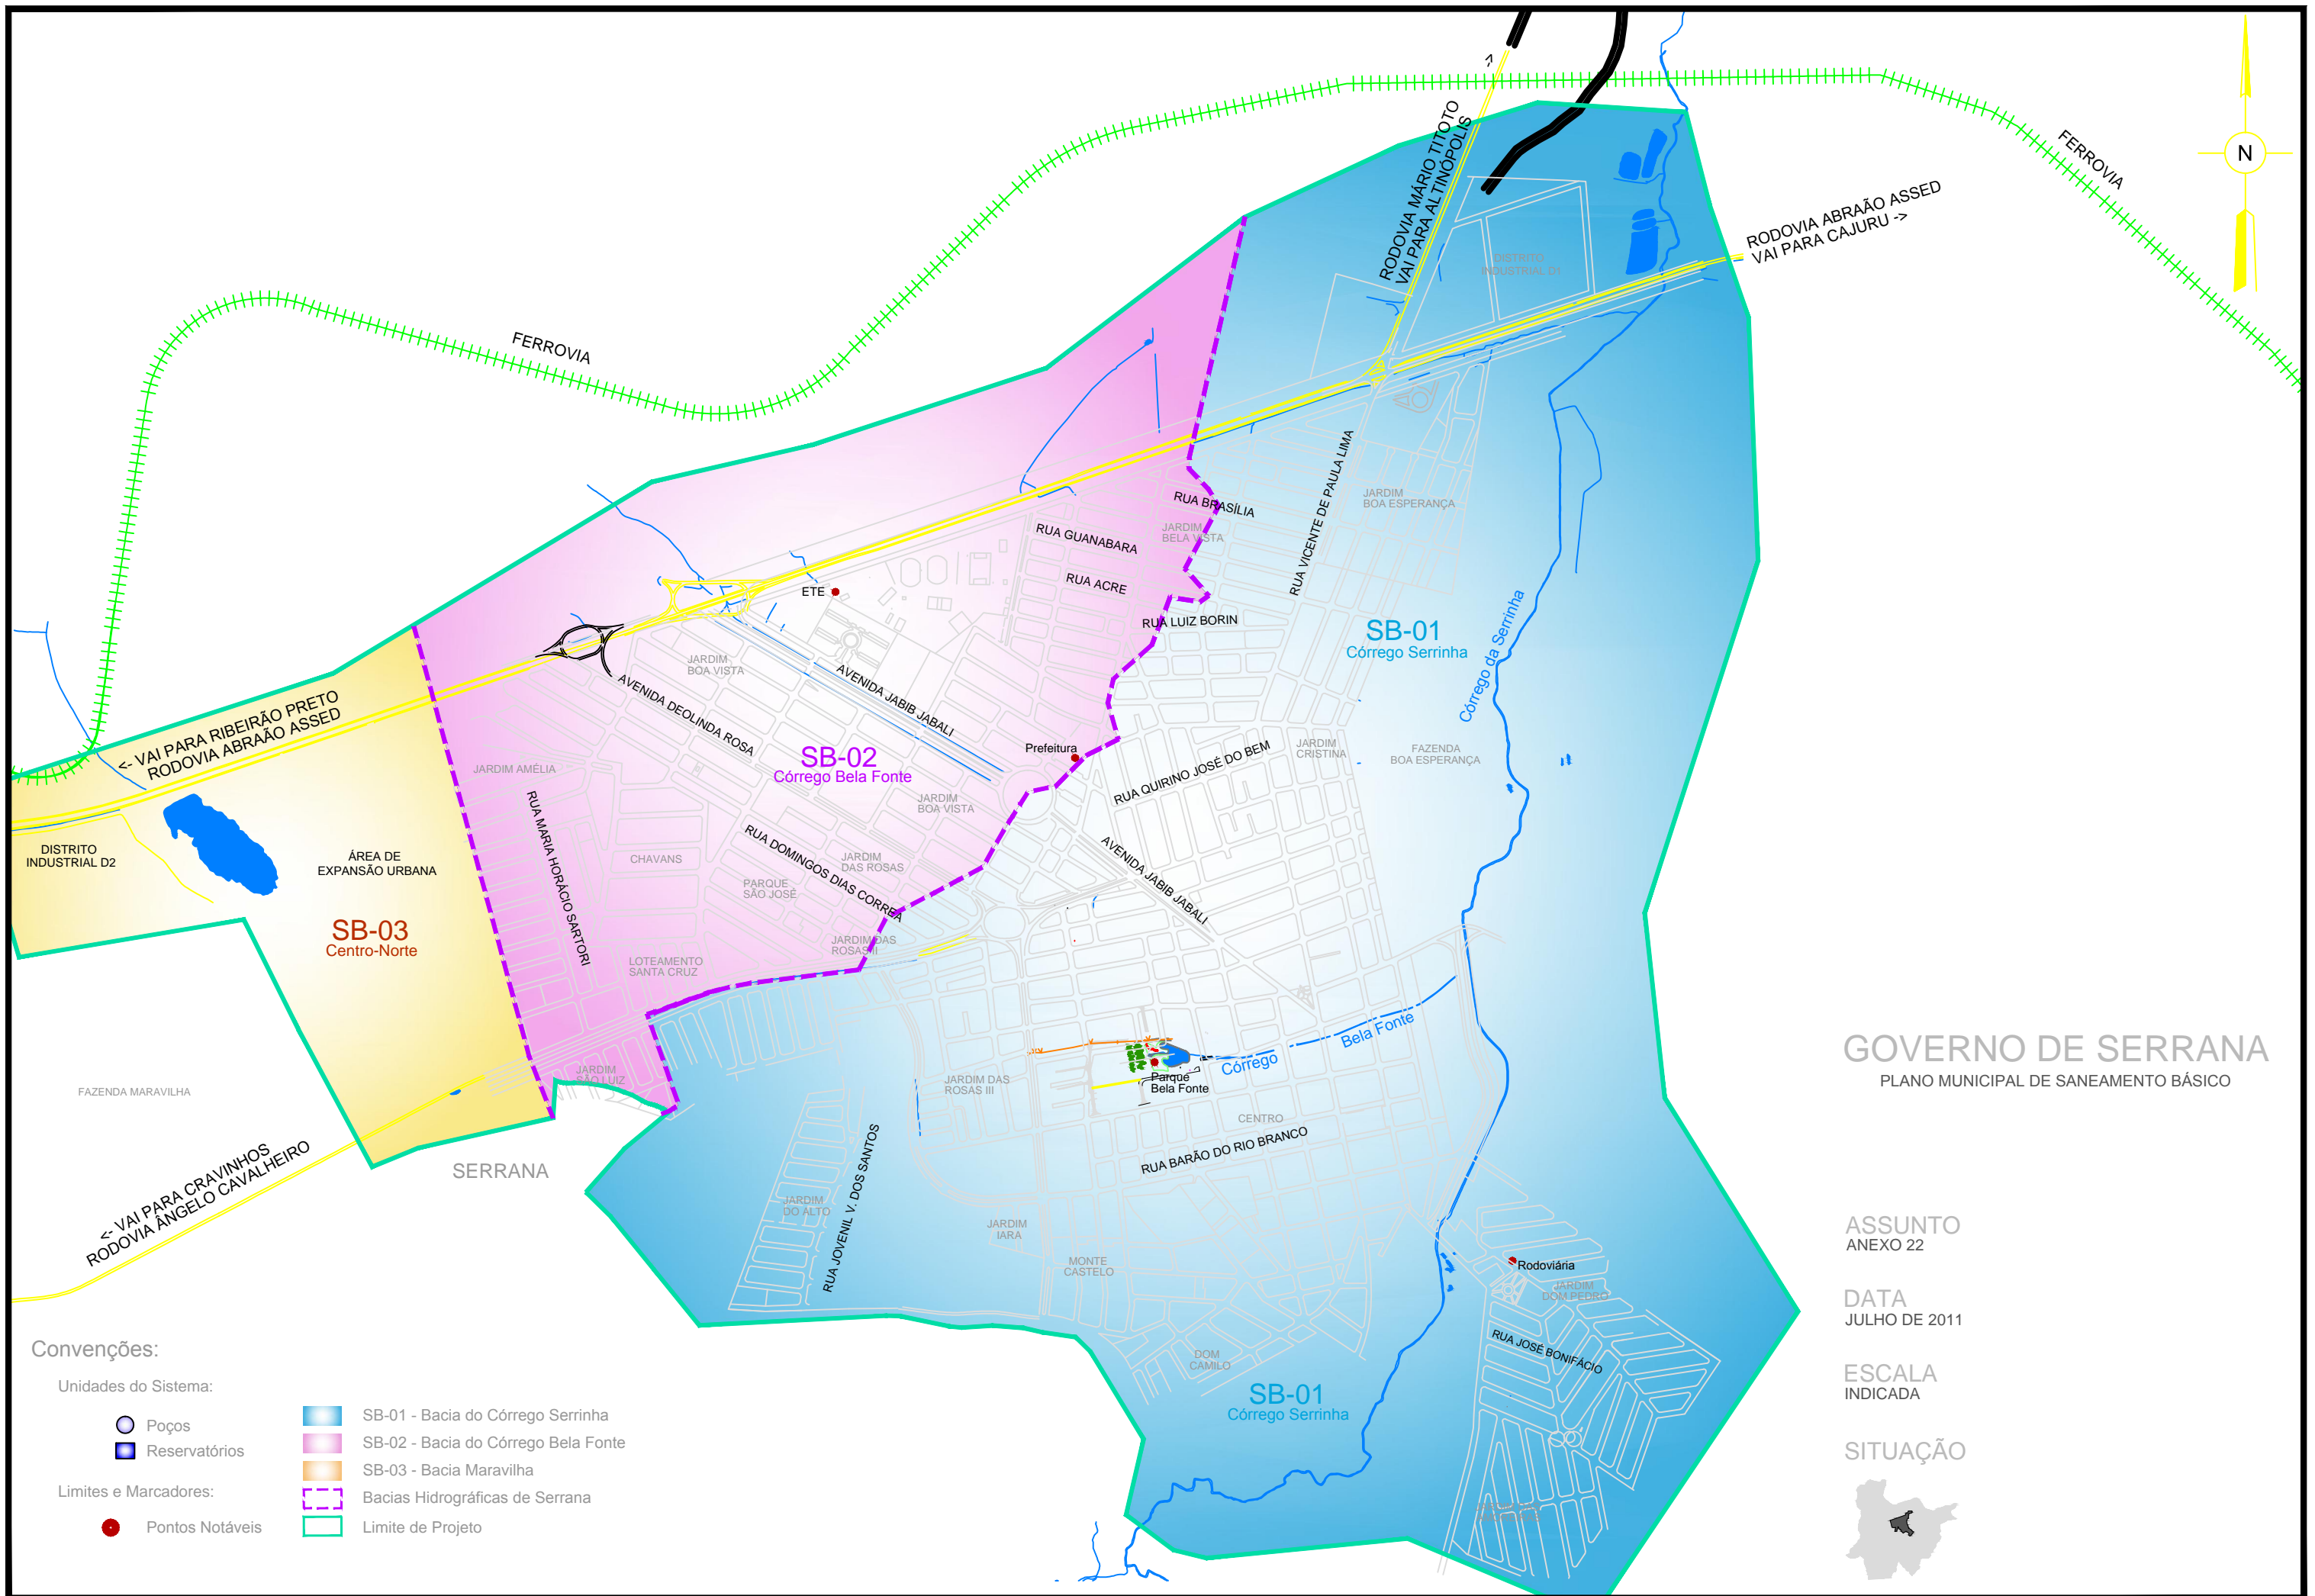 FERROVIA
FERROVIA
N
RODOVIA MÁRIO TITOTO
VAI PARA ALTINÓPOLIS
->
RODOVIA ABRAÃO ASSED
VAI PARA CAJURU ->
DISTRITO
INDUSTRIAL D1
RUA VICENTE DE PAULA LIMA
JARDIM
BOA ESPERANÇA
RUA BRASÍLIA
JARDIM
BELA VISTA
RUA GUANABARA
RUA ACRE
RUA LUIZ BORIN
ETE
SB-01
Córrego Serrinha
Córrego da Serrinha
JARDIM
BOA VISTA
AVENIDA JABIB JABALI
AVENIDA DEOLINDA ROSA
<- VAI PARA RIBEIRÃO PRETO
RODOVIA ABRAÃO ASSED
SB-02
Córrego Bela Fonte
Prefeitura
JARDIM
CRISTINA
FAZENDA
BOA ESPERANÇA
RUA QUIRINO JOSÉ DO BEM
JARDIM AMÉLIA
JARDIM
BOA VISTA
RUA MARIA HORÁCIO SARTORI
DISTRITO
INDUSTRIAL D2
ÁREA DE
EXPANSÃO URBANA
CHAVANS
RUA DOMINGOS DIAS CORREA
JARDIM
DAS ROSAS
PARQUE
SÃO JOSÉ
AVENIDA JABIB JABALI
SB-03
Centro-Norte
JARDIM DAS
ROSAS II
LOTEAMENTO
SANTA CRUZ
Córrego
Bela Fonte
Parque
Bela Fonte
JARDIM
SÃO LUIZ
JARDIM DAS
ROSAS III
FAZENDA MARAVILHA
CENTRO
RUA BARÃO DO RIO BRANCO
<- VAI PARA CRAVINHOS
RODOVIA ÂNGELO CAVALHEIRO
SERRANA
JARDIM
DO ALTO
RUA JOVENIL V. DOS SANTOS
JARDIM
IARA
MONTE
CASTELO
Rodoviária
JARDIM
DOM PEDRO
RUA JOSÉ BONIFÁCIO
DOM
CAMILO
SB-01
Córrego Serrinha
GOVERNO DE SERRANA
PLANO MUNICIPAL DE SANEAMENTO BÁSICO
ASSUNTO
ANEXO 22
DATA
JULHO DE 2011
ESCALA
INDICADA
SITUAÇÃO
Convenções:
Unidades do Sistema:
Poços
Reservatórios
Limites e Marcadores:
Pontos Notáveis
SB-01 - Bacia do Córrego Serrinha
SB-02 - Bacia do Córrego Bela Fonte
SB-03 - Bacia Maravilha
Bacias Hidrográficas de Serrana
Limite de Projeto